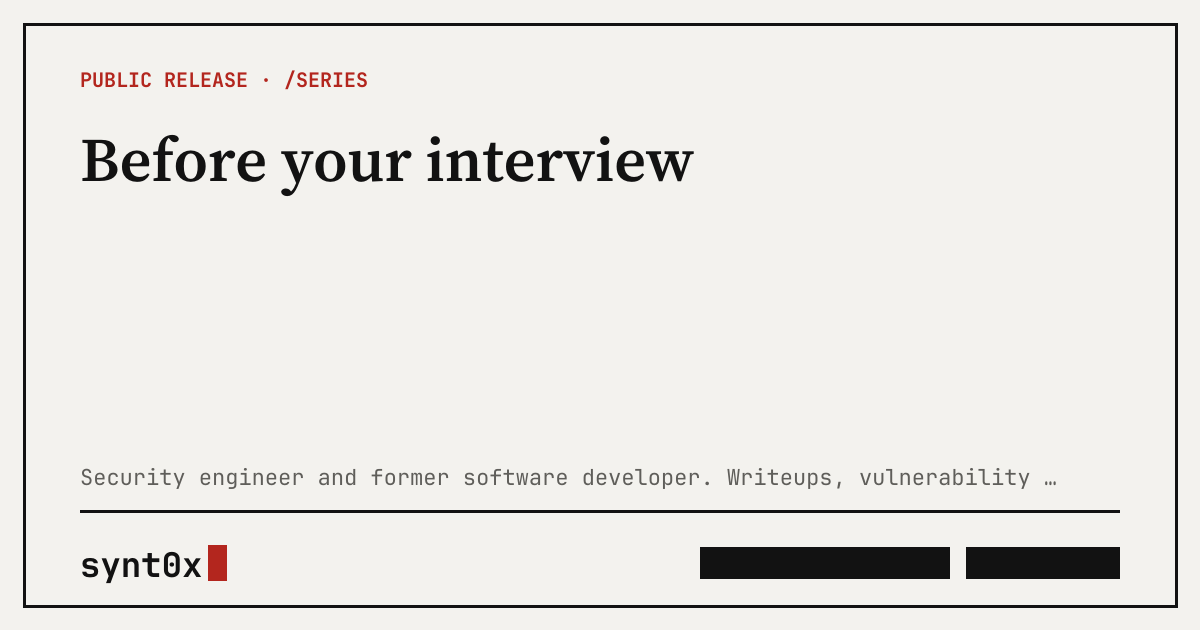 PUBLIC RELEASE · /SERIES
Before your interview
Security engineer and former software developer. Writeups, vulnerability …
synt0x